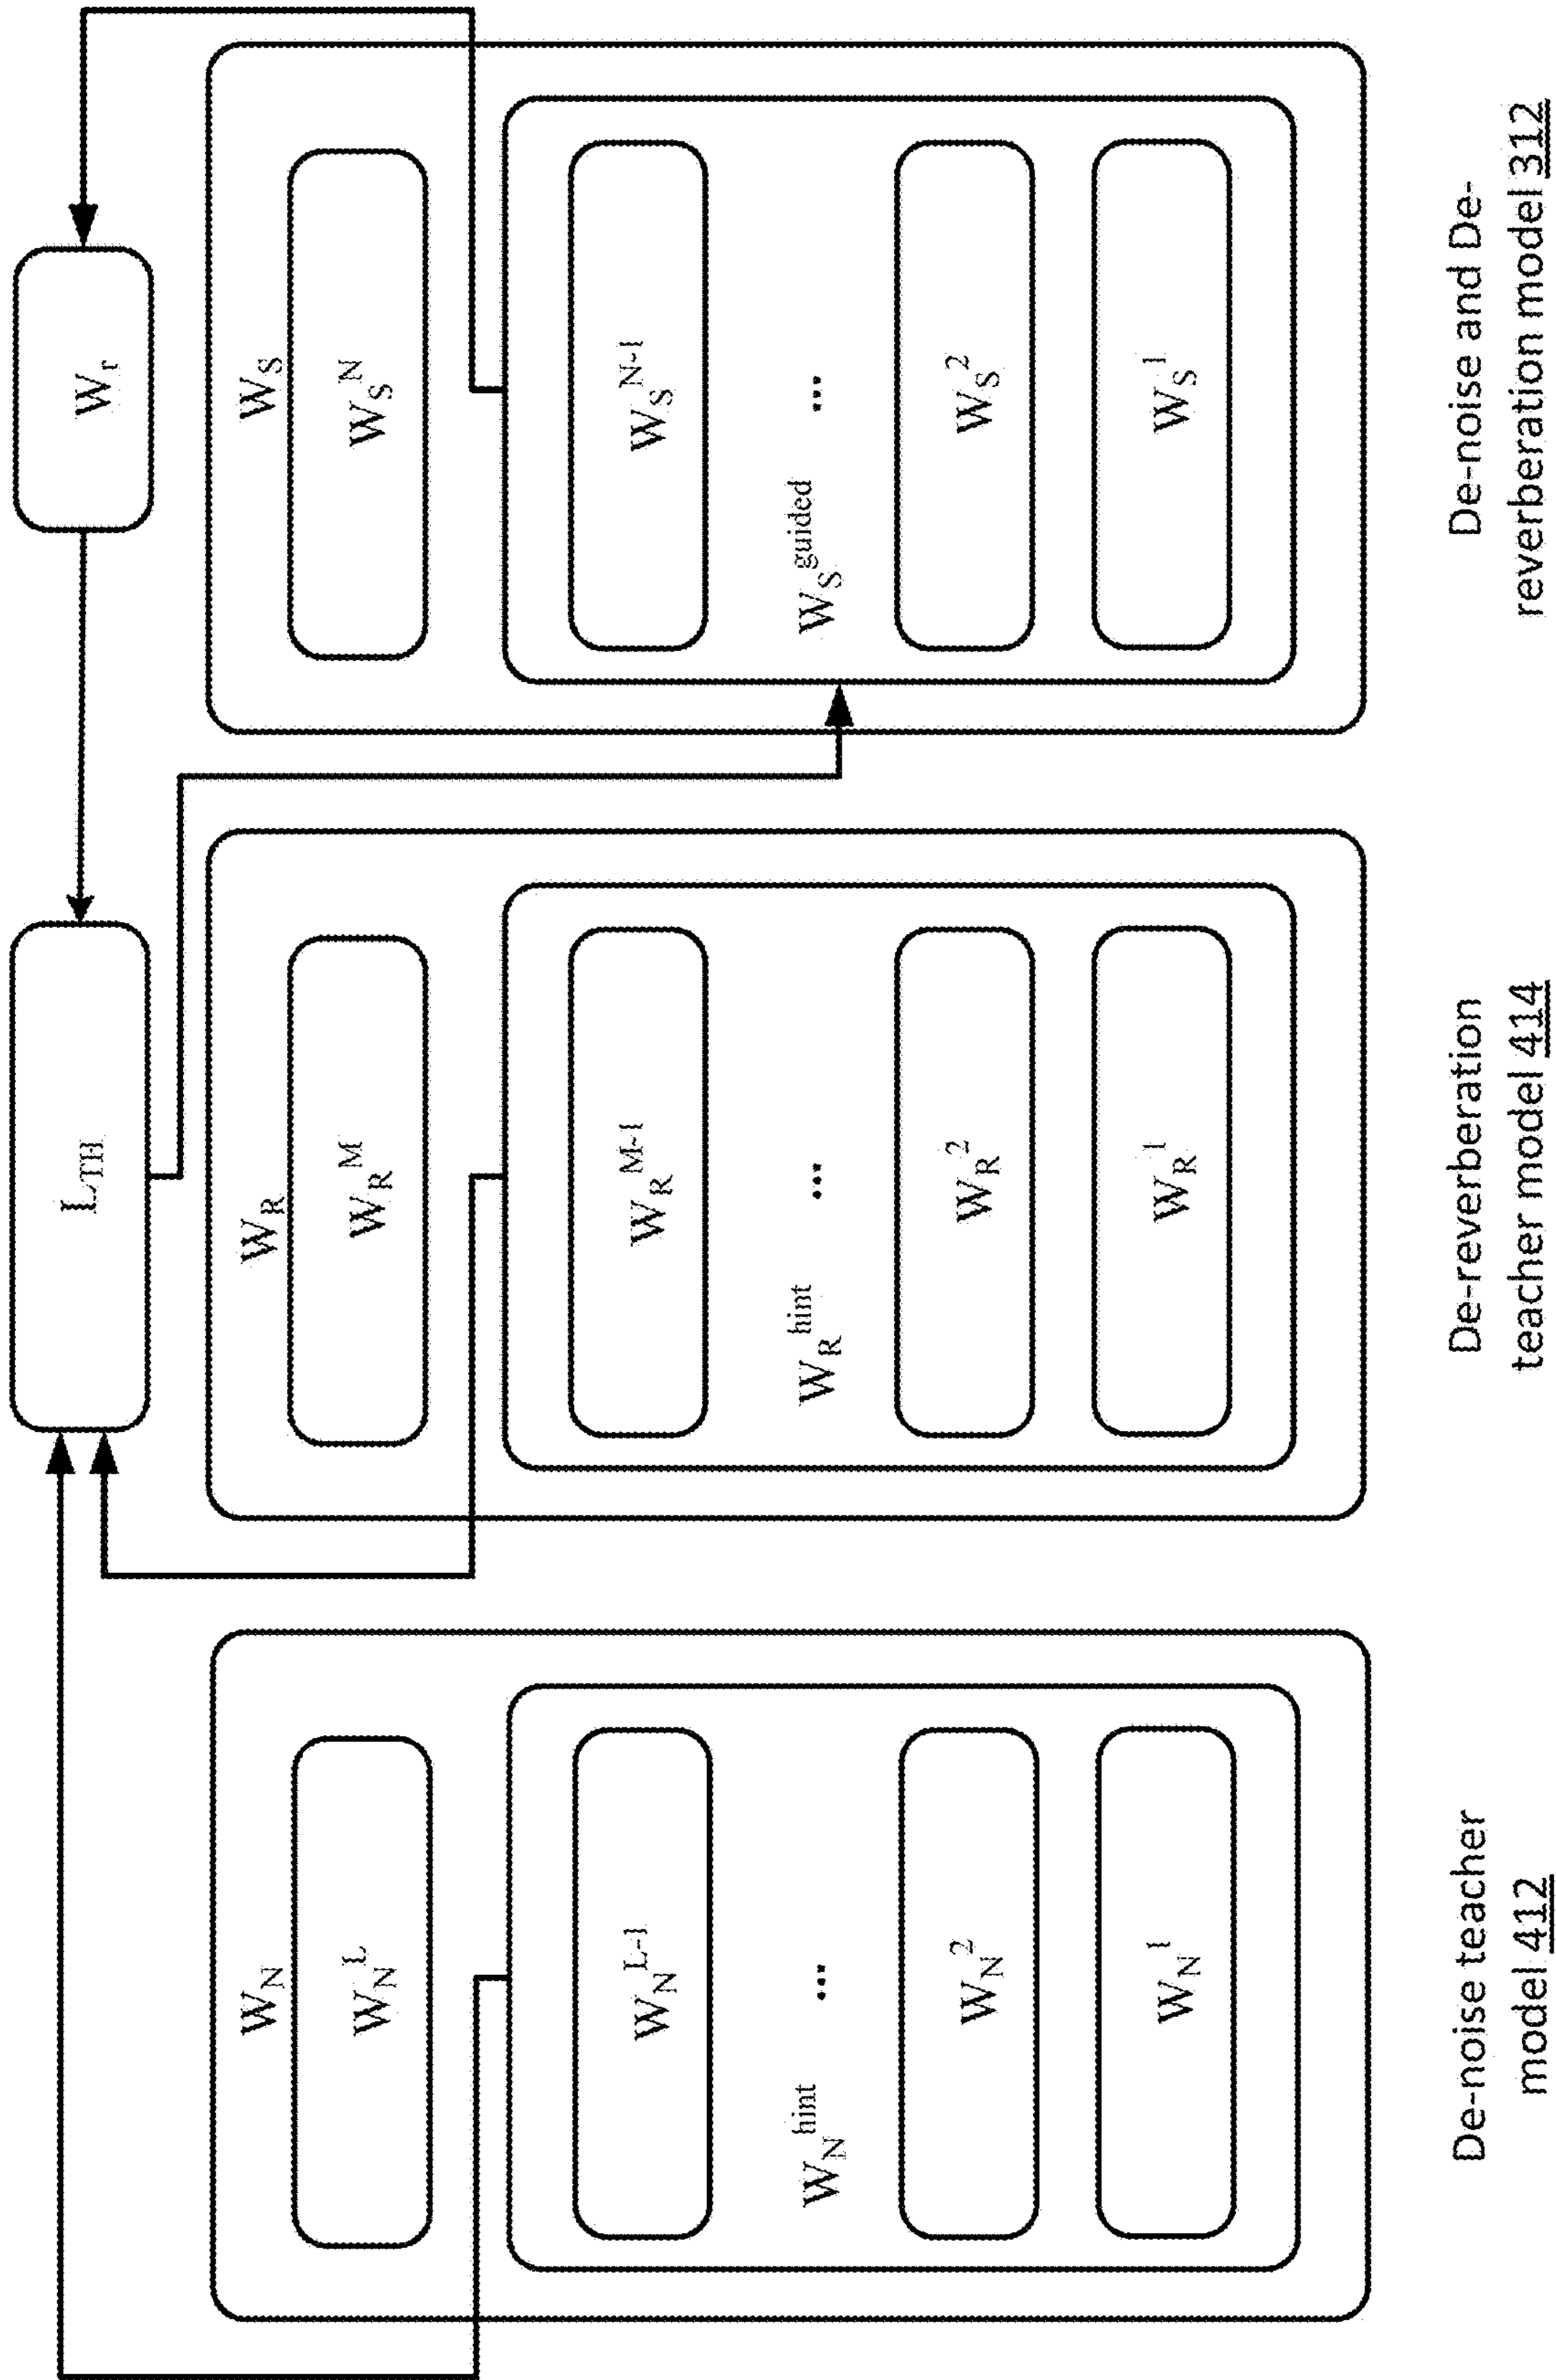 L_TH
W_r
W_N
W_N^L
W_N^L-1
W_N^hint ...
W_N^2
W_N^1
De-noise teacher
model 412
W_R
W_R^M
W_R^M-1
W_R^hint ...
W_R^2
W_R^1
De-reverberation
teacher model 414
W_S
W_S^N
W_S^N-1
W_S^guided ...
W_S^2
W_S^1
De-noise and De-
reverberation model 312